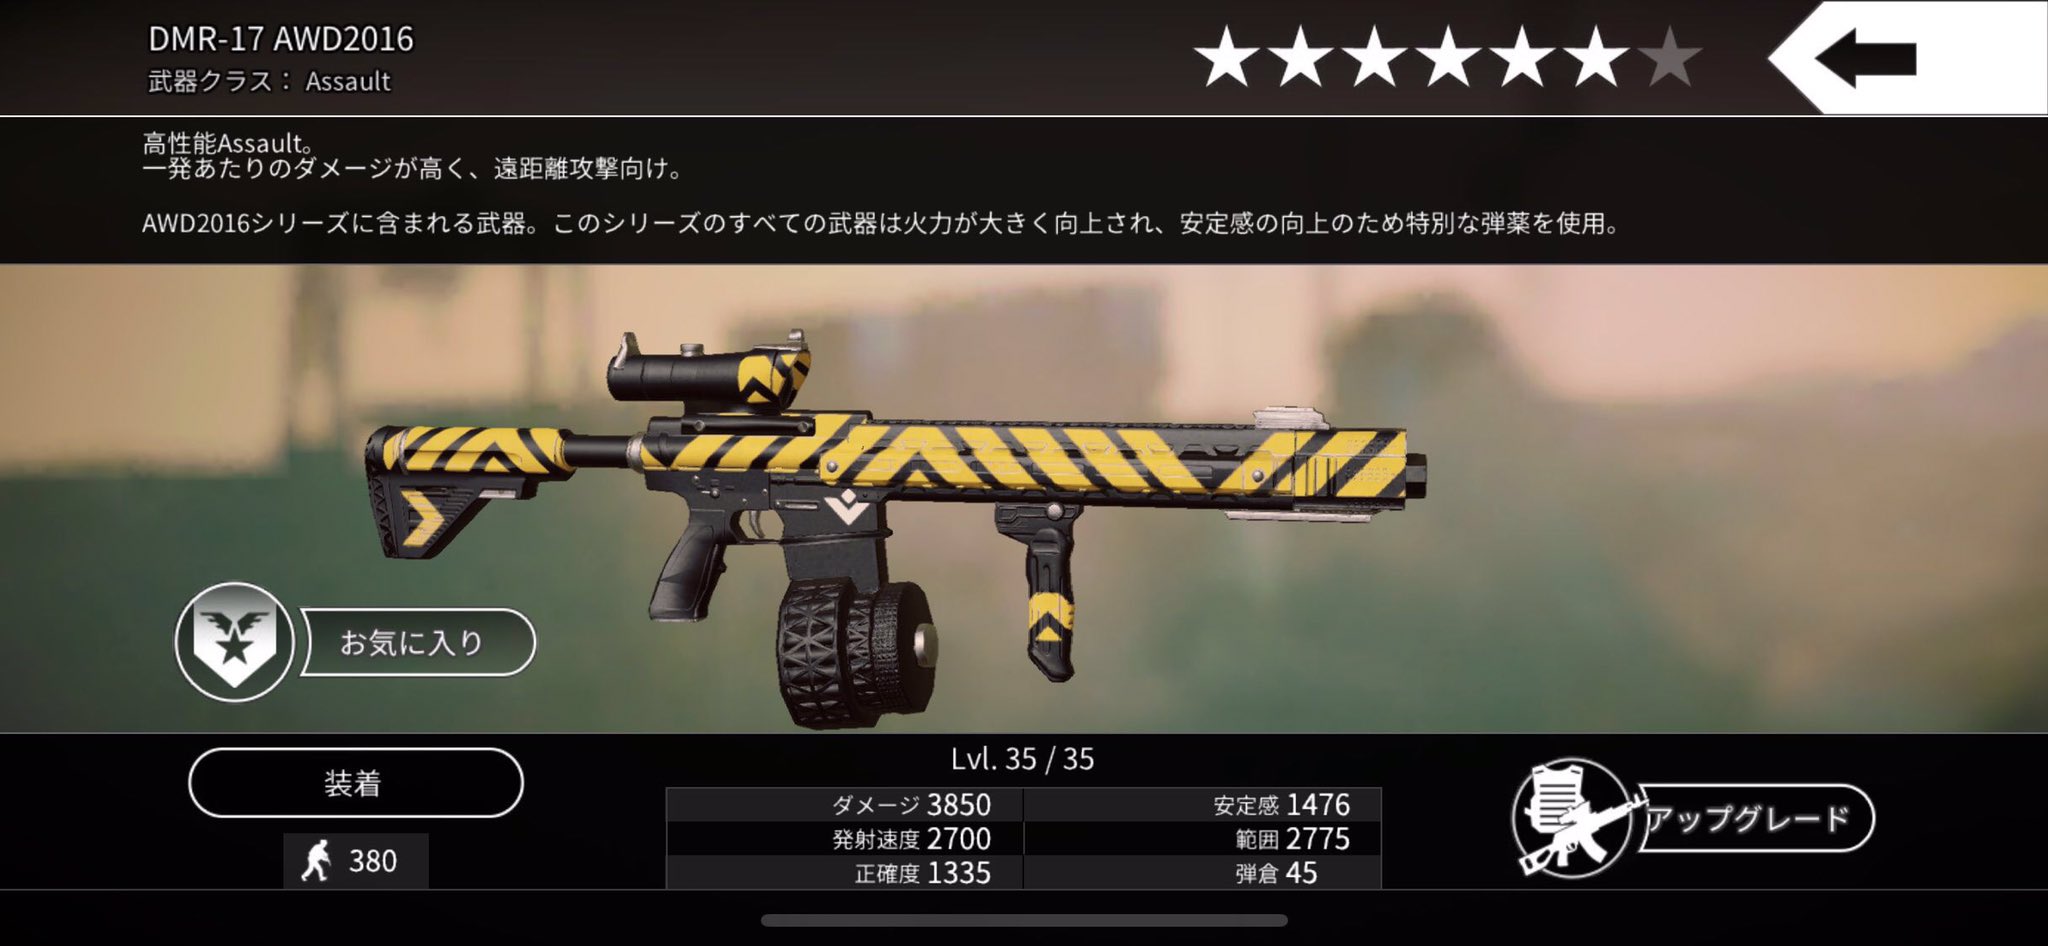 DMR-17 AWD2016
武器クラス： Assault
高性能Assault。
一発あたりのダメージが高く、遠距離攻撃向け。
AWD2016シリーズに含まれる武器。このシリーズのすべての武器は火力が大きく向上され、安定感の向上のため特別な弾薬を使用。
お気に入り
装着
380
Lvl. 35 / 35
ダメージ 3850
安定感 1476
発射速度 2700
範囲 2775
正確度 1335
弾倉 45
アップグレード